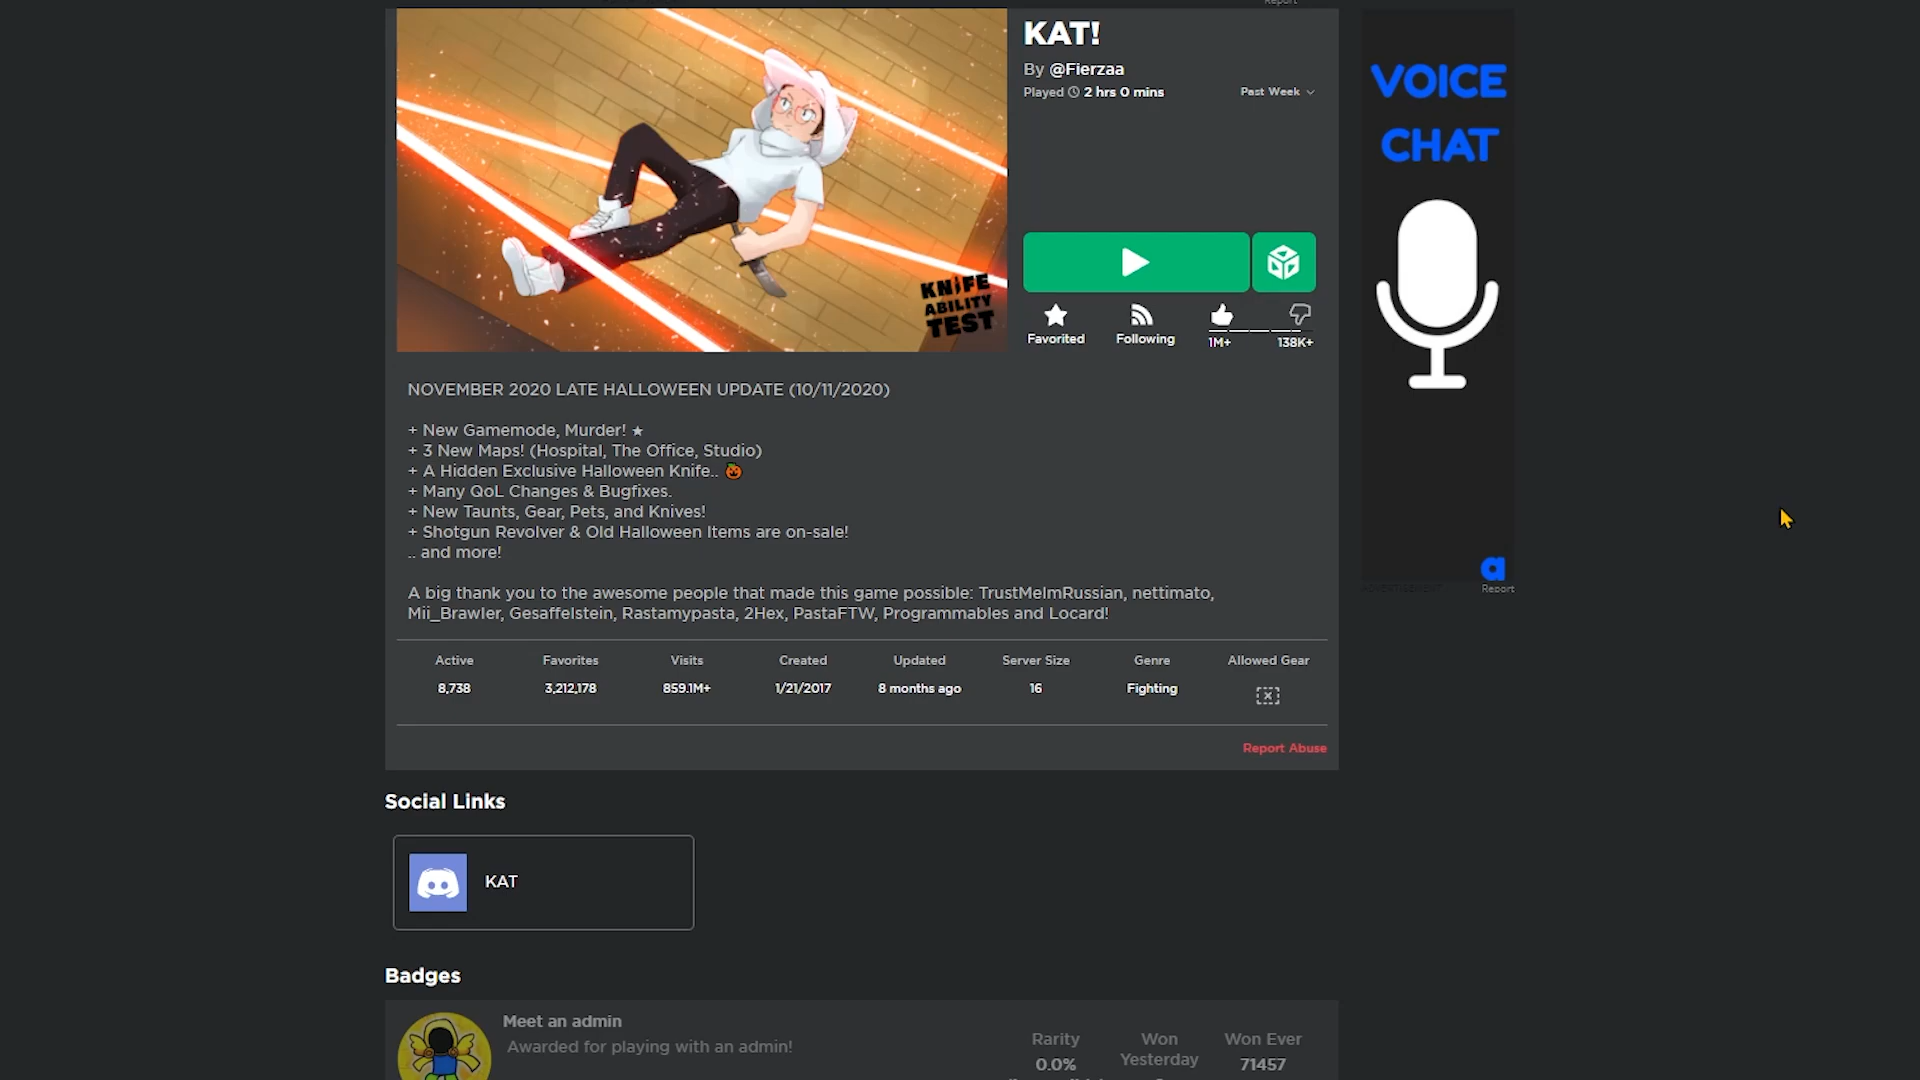 Report
KAT!
By @Fierzaa
Played 2 hrs 0 mins
Past Week
KNIFE
ABILITY
TEST
Favorited
Following
1M+
138K+
NOVEMBER 2020 LATE HALLOWEEN UPDATE (10/11/2020)
+ New Gamemode, Murder! ★
+ 3 New Maps! (Hospital, The Office, Studio)
+ A Hidden Exclusive Halloween Knife.. 🎃
+ Many QoL Changes & Bugfixes.
+ New Taunts, Gear, Pets, and Knives!
+ Shotgun Revolver & Old Halloween Items are on-sale!
.. and more!
A big thank you to the awesome people that made this game possible: TrustMeImRussian, nettimato,
Mii_Brawler, Gesaffelstein, Rastamypasta, 2Hex, PastaFTW, Programmables and Locard!
Active Favorites Visits Created Updated Server Size Genre Allowed Gear
8,738 3,212,178 859.1M+ 1/21/2017 8 months ago 16 Fighting
Report Abuse
Social Links
KAT
Badges
Meet an admin
Awarded for playing with an admin!
Rarity
0.0%
Won
Yesterday
Won Ever
71457
VOICE
CHAT
a
ADVERTISEMENT
Report